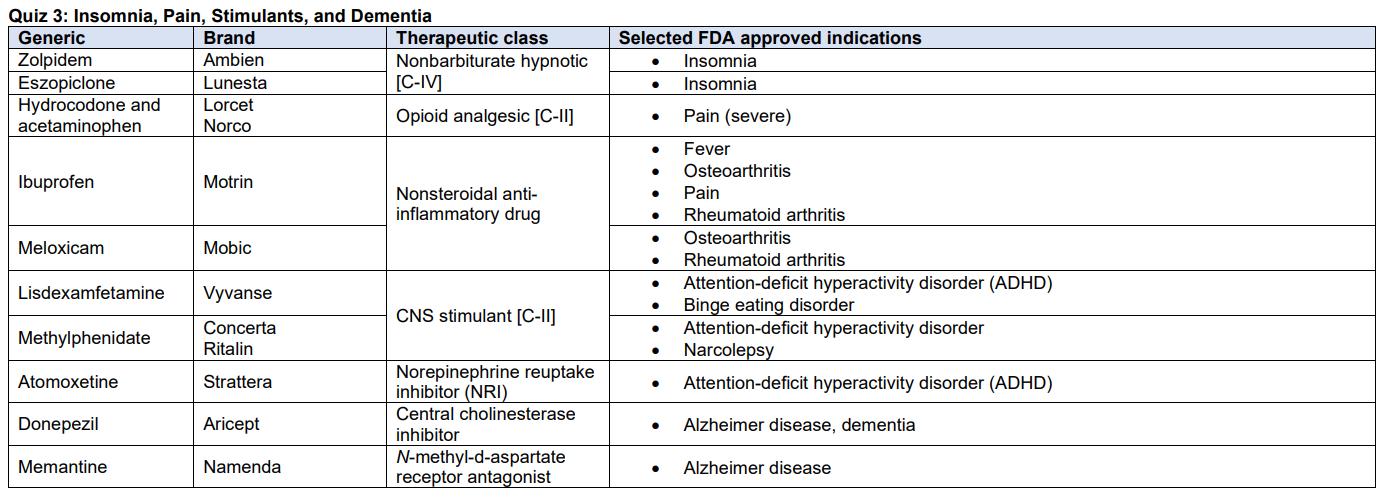 Quiz 3: Insomnia, Pain, Stimulants, and Dementia
Generic Brand Therapeutic class Selected FDA approved indications
Zolpidem Ambien Nonbarbiturate hypnotic
[C-IV]
• Insomnia
Eszopiclone Lunesta • Insomnia
Hydrocodone and
acetaminophen
Lorcet
Norco
Opioid analgesic [C-II] • Pain (severe)
Ibuprofen Motrin Nonsteroidal anti-
inflammatory drug
• Fever
• Osteoarthritis
• Pain
• Rheumatoid arthritis
Meloxicam Mobic • Osteoarthritis
• Rheumatoid arthritis
Lisdexamfetamine Vyvanse CNS stimulant [C-II] • Attention-deficit hyperactivity disorder (ADHD)
• Binge eating disorder
Methylphenidate Concerta
Ritalin
• Attention-deficit hyperactivity disorder
• Narcolepsy
Atomoxetine Strattera Norepinephrine reuptake
inhibitor (NRI)
• Attention-deficit hyperactivity disorder (ADHD)
Donepezil Aricept Central cholinesterase
inhibitor
• Alzheimer disease, dementia
Memantine Namenda N-methyl-d-aspartate
receptor antagonist
• Alzheimer disease